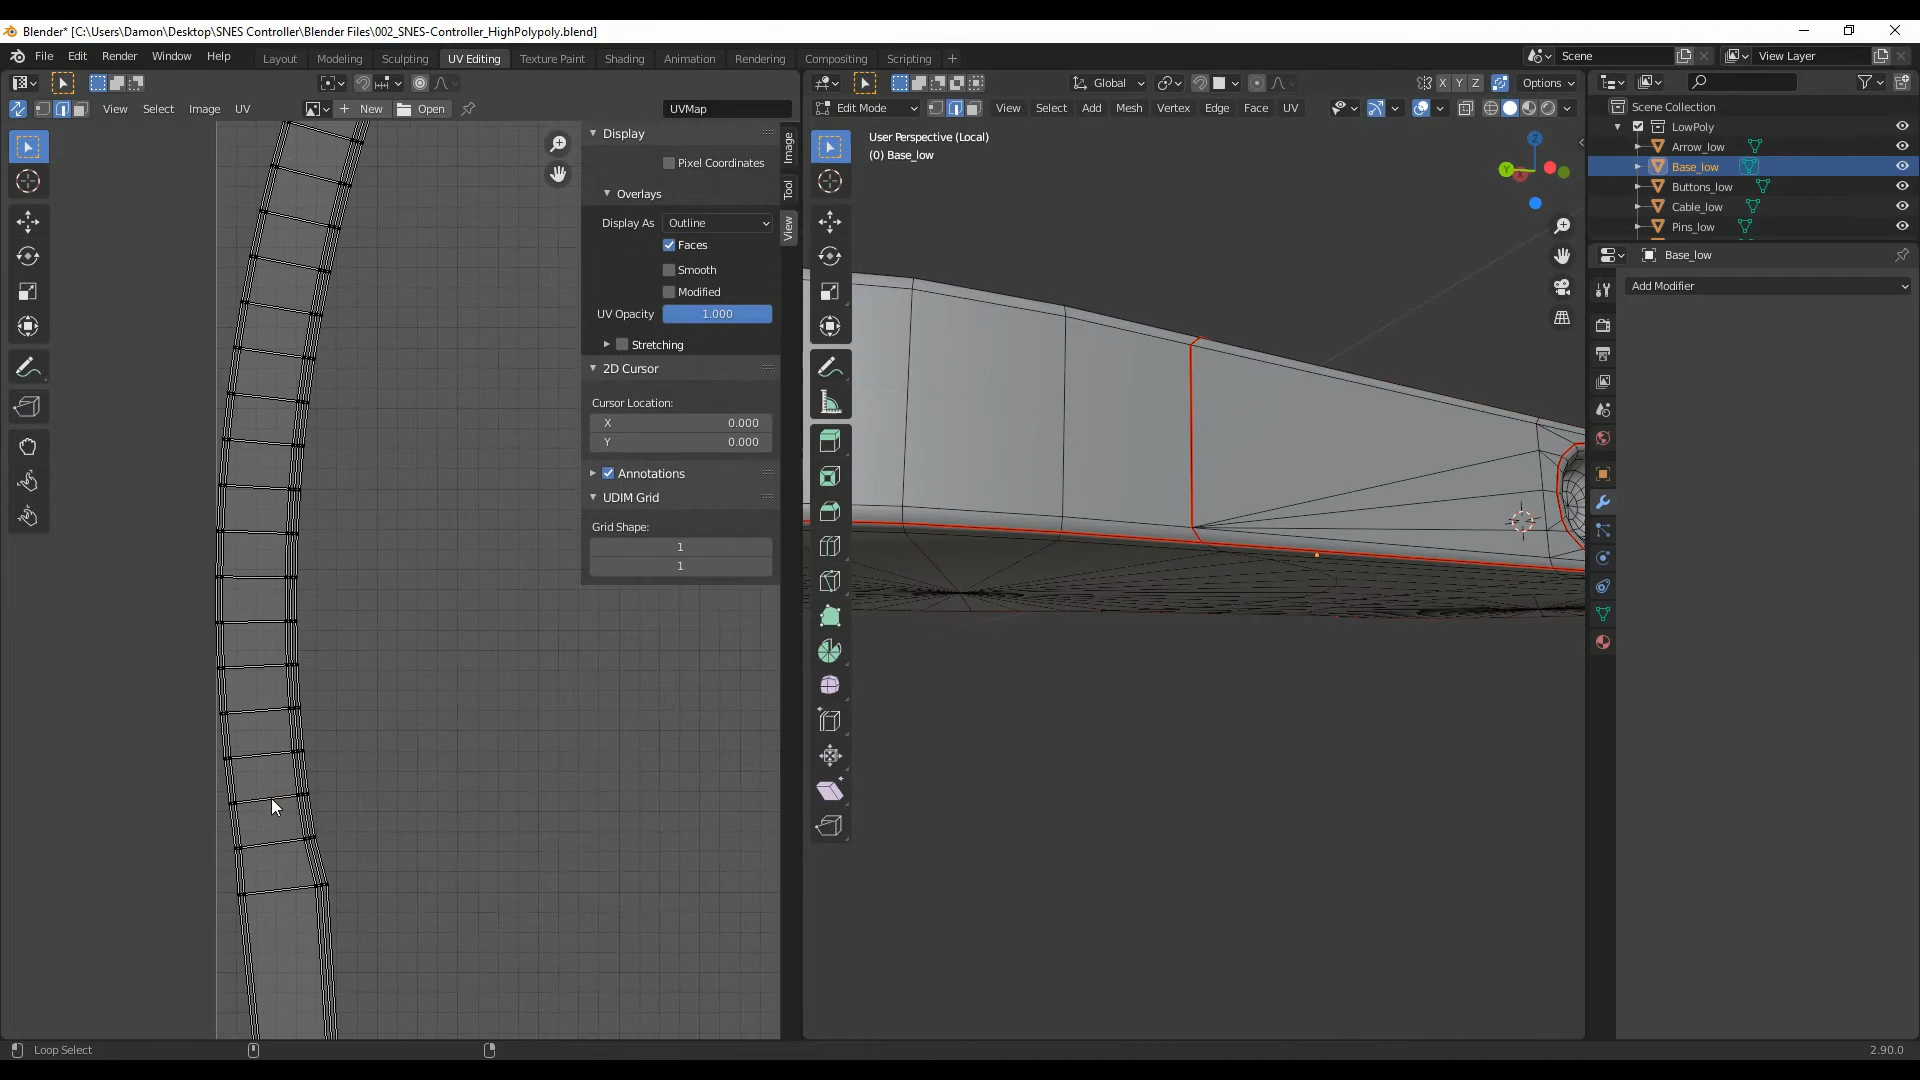 Blender* [C:\Users\Damon\Desktop\SNES Controller\Blender Files\002_SNES-Controller_HighPolypoly.blend]
File Edit Render Window Help Layout Modeling Sculpting UV Editing Texture Paint Shading Animation Rendering Compositing Scripting + Scene View Layer
Global X Y Z Options
View Select Image UV + New Open UVMap
Edit Mode View Select Add Mesh Vertex Edge Face UV
Scene Collection
LowPoly
Arrow_low
Base_low
Buttons_low
Cable_low
Pins_low
Base_low
Add Modifier
Display
Pixel Coordinates
Overlays
Display As Outline
Faces
Smooth
Modified
UV Opacity 1.000
Stretching
2D Cursor
Cursor Location:
X 0.000
Y 0.000
Annotations
UDIM Grid
Grid Shape:
1
1
Image
Tool
View
User Perspective (Local)
(0) Base_low
Z
Y
Loop Select
2.90.0